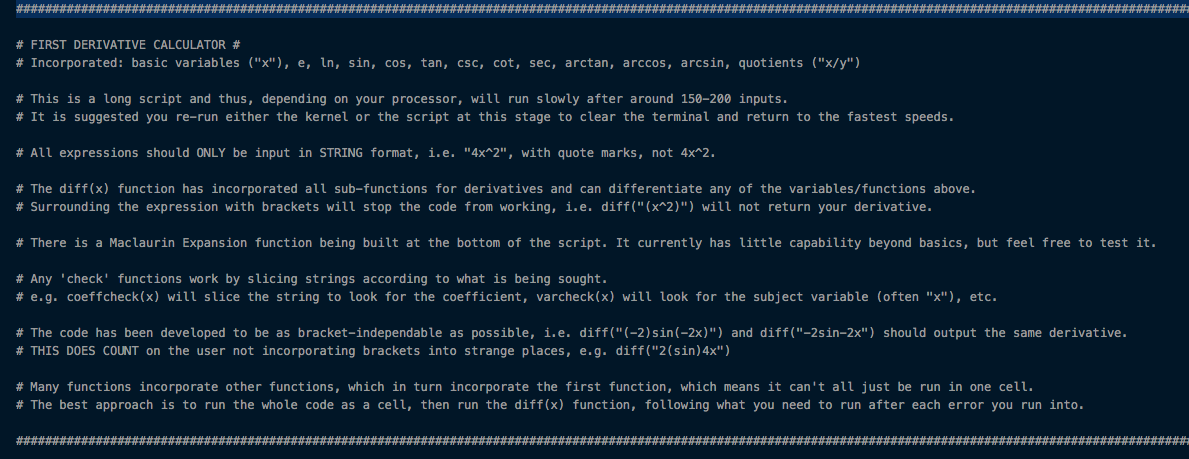 ####################################################################################################################################################################
# FIRST DERIVATIVE CALCULATOR #
# Incorporated: basic variables ("x"), e, ln, sin, cos, tan, csc, cot, sec, arctan, arccos, arcsin, quotients ("x/y")
# This is a long script and thus, depending on your processor, will run slowly after around 150-200 inputs.
# It is suggested you re-run either the kernel or the script at this stage to clear the terminal and return to the fastest speeds.
# All expressions should ONLY be input in STRING format, i.e. "4x^2", with quote marks, not 4x^2.
# The diff(x) function has incorporated all sub-functions for derivatives and can differentiate any of the variables/functions above.
# Surrounding the expression with brackets will stop the code from working, i.e. diff("(x^2)") will not return your derivative.
# There is a Maclaurin Expansion function being built at the bottom of the script. It currently has little capability beyond basics, but feel free to test it.
# Any 'check' functions work by slicing strings according to what is being sought.
# e.g. coeffcheck(x) will slice the string to look for the coefficient, varcheck(x) will look for the subject variable (often "x"), etc.
# The code has been developed to be as bracket-independable as possible, i.e. diff("(-2)sin(-2x)") and diff("-2sin-2x") should output the same derivative.
# THIS DOES COUNT on the user not incorporating brackets into strange places, e.g. diff("2(sin)4x")
# Many functions incorporate other functions, which in turn incorporate the first function, which means it can't all just be run in one cell.
# The best approach is to run the whole code as a cell, then run the diff(x) function, following what you need to run after each error you run into.
####################################################################################################################################################################